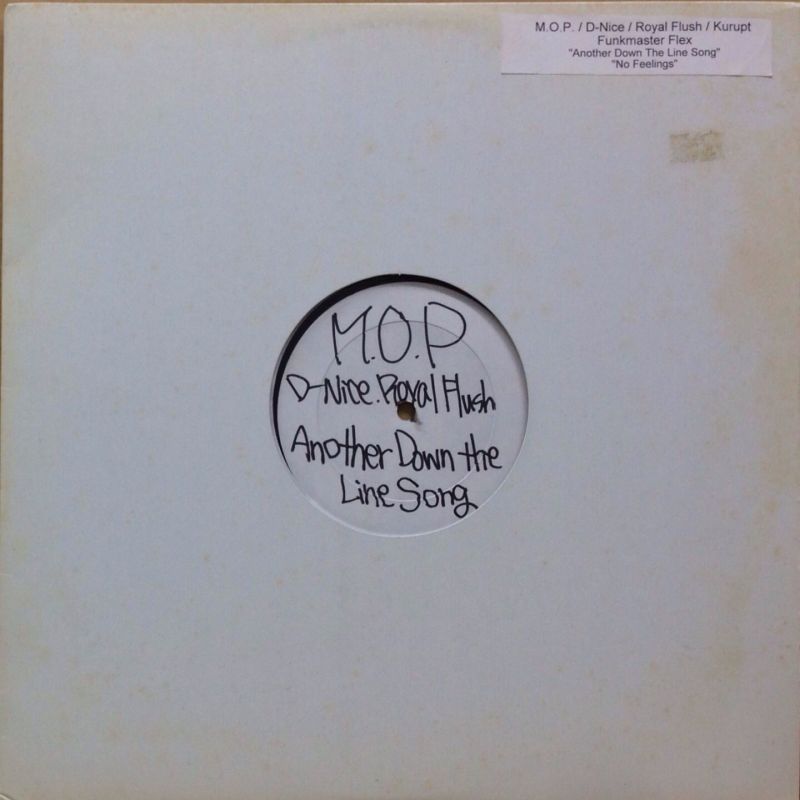 M.O.P. / D-Nice / Royal Flush / Kurupt
Funkmaster Flex
"Another Down The Line Song"
"No Feelings"
M.O.P
D-Nice. Royal Flush
Another Down the
Line Song